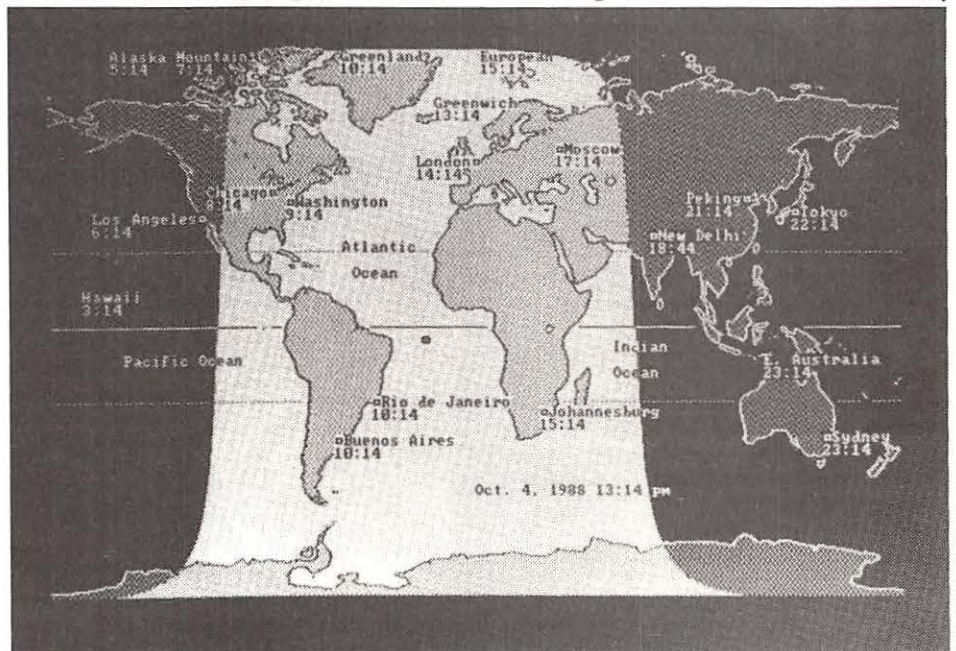 Alaska Mountain
5:14 7:14
Greenland
10:14
European
15:14
Greenwich
13:14
London
14:14
Moscow
17:14
Chicago
8:14
Washington
9:14
Los Angeles
6:14
Peking
21:14
Tokyo
22:14
New Delhi
18:44
Atlantic
Ocean
Hawaii
3:14
Pacific Ocean
Indian
Ocean
E. Australia
23:14
Rio de Janeiro
10:14
Johannesburg
15:14
Buenos Aires
10:14
Sydney
23:14
Oct. 4, 1988 13:14 pm